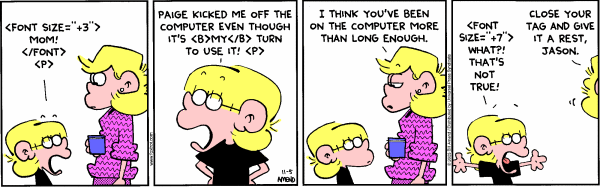 <FONT SIZE="+3">
MOM!
</FONT>
<P>
PAIGE KICKED ME OFF THE
COMPUTER EVEN THOUGH
IT'S <B>MY</B> TURN
TO USE IT! <P>
11-5
AMEND
I THINK YOU'VE BEEN
ON THE COMPUTER MORE
THAN LONG ENOUGH.
<FONT
SIZE="+7">
WHAT?!
THAT'S
NOT
TRUE!
CLOSE YOUR
TAG AND GIVE
IT A REST,
JASON.